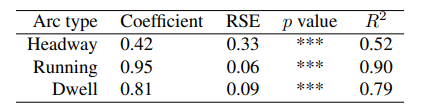 Arc type Coefficient RSE p value R²
Headway 0.42 0.33 *** 0.52
Running 0.95 0.06 *** 0.90
Dwell 0.81 0.09 *** 0.79